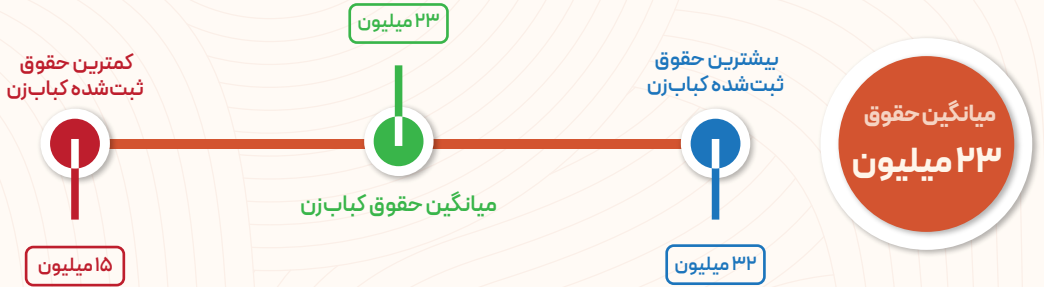 میانگین حقوق
۲۳ میلیون
بیشترین حقوق
ثبت‌شده کباب‌زن
۳۲ میلیون
۲۳ میلیون
میانگین حقوق کباب‌زن
کمترین حقوق
ثبت‌شده کباب‌زن
۱۵ میلیون